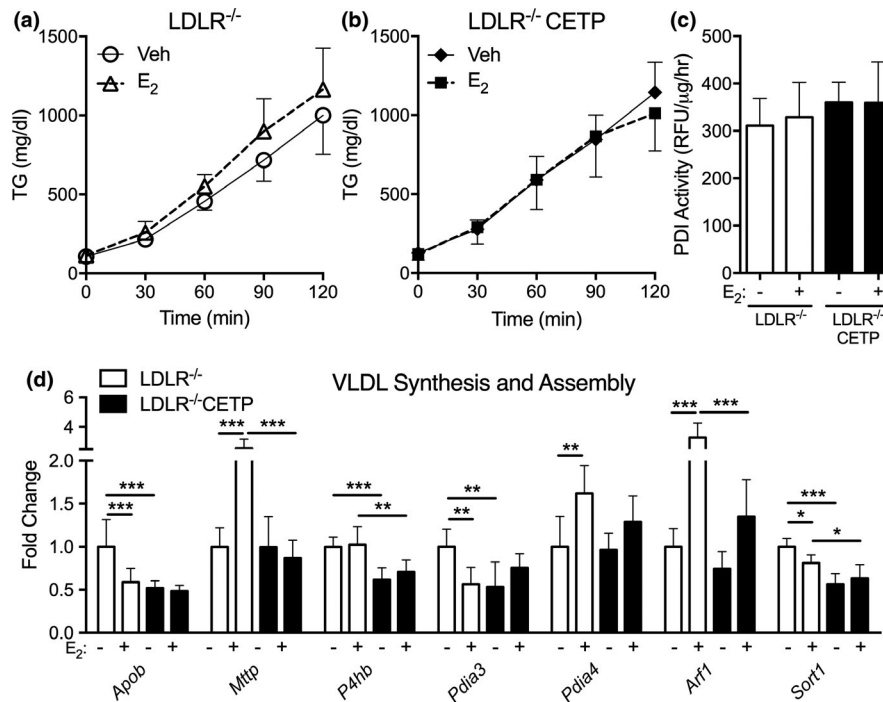 (a) LDLR-/-
Veh
E2
TG (mg/dl)
1500
1000
500
0
0 30 60 90 120
Time (min)
(b) LDLR-/- CETP
Veh
E2
TG (mg/dl)
1500
1000
500
0
0 30 60 90 120
Time (min)
(c)
PDI Activity (RFU/μg/hr)
500
400
300
200
100
0
E2: - + - +
LDLR-/- LDLR-/-
CETP
(d) VLDL Synthesis and Assembly
LDLR-/-
LDLR-/-CETP
Fold Change
6
4
2.0
1.5
1.0
0.5
0.0
*** *** *** *** *** ** ** ** ** *** *** *** * *
***
E2: - + - + - + - + - + - + - + - + - + - + - + - + - + - +
Apob Mttp P4hb Pdia3 Pdia4 Arf1 Sort1